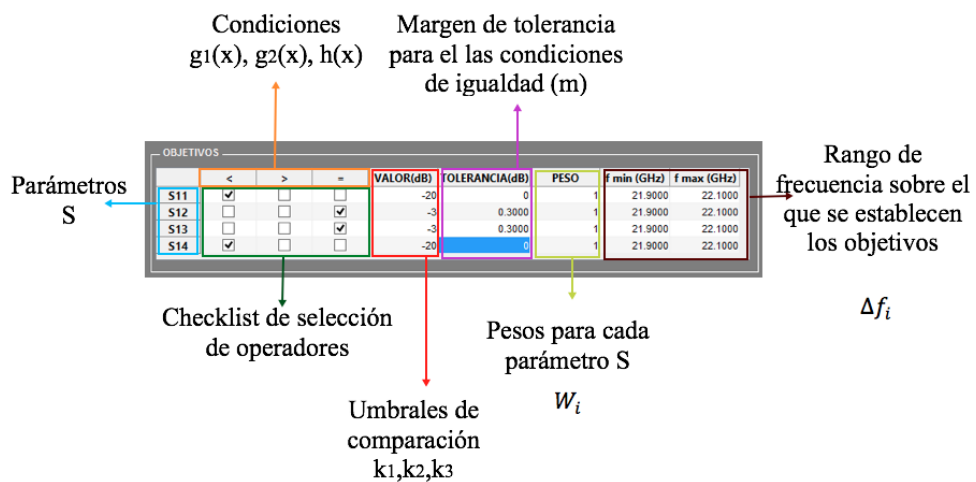 Condiciones
g1(x), g2(x), h(x)
Margen de tolerancia
para el las condiciones
de igualdad (m)
Parámetros
S
OBJETIVOS
< > = VALOR(dB) TOLERANCIA(dB) PESO f min (GHz) f max (GHz)
S11 -20 0 1 21.9000 22.1000
S12 -3 0.3000 1 21.9000 22.1000
S13 -3 0.3000 1 21.9000 22.1000
S14 -20 0 1 21.9000 22.1000
Rango de
frecuencia sobre el
que se establecen
los objetivos
Δfi
Checklist de selección
de operadores
Umbrales de
comparación
k1,k2,k3
Pesos para cada
parámetro S
Wi